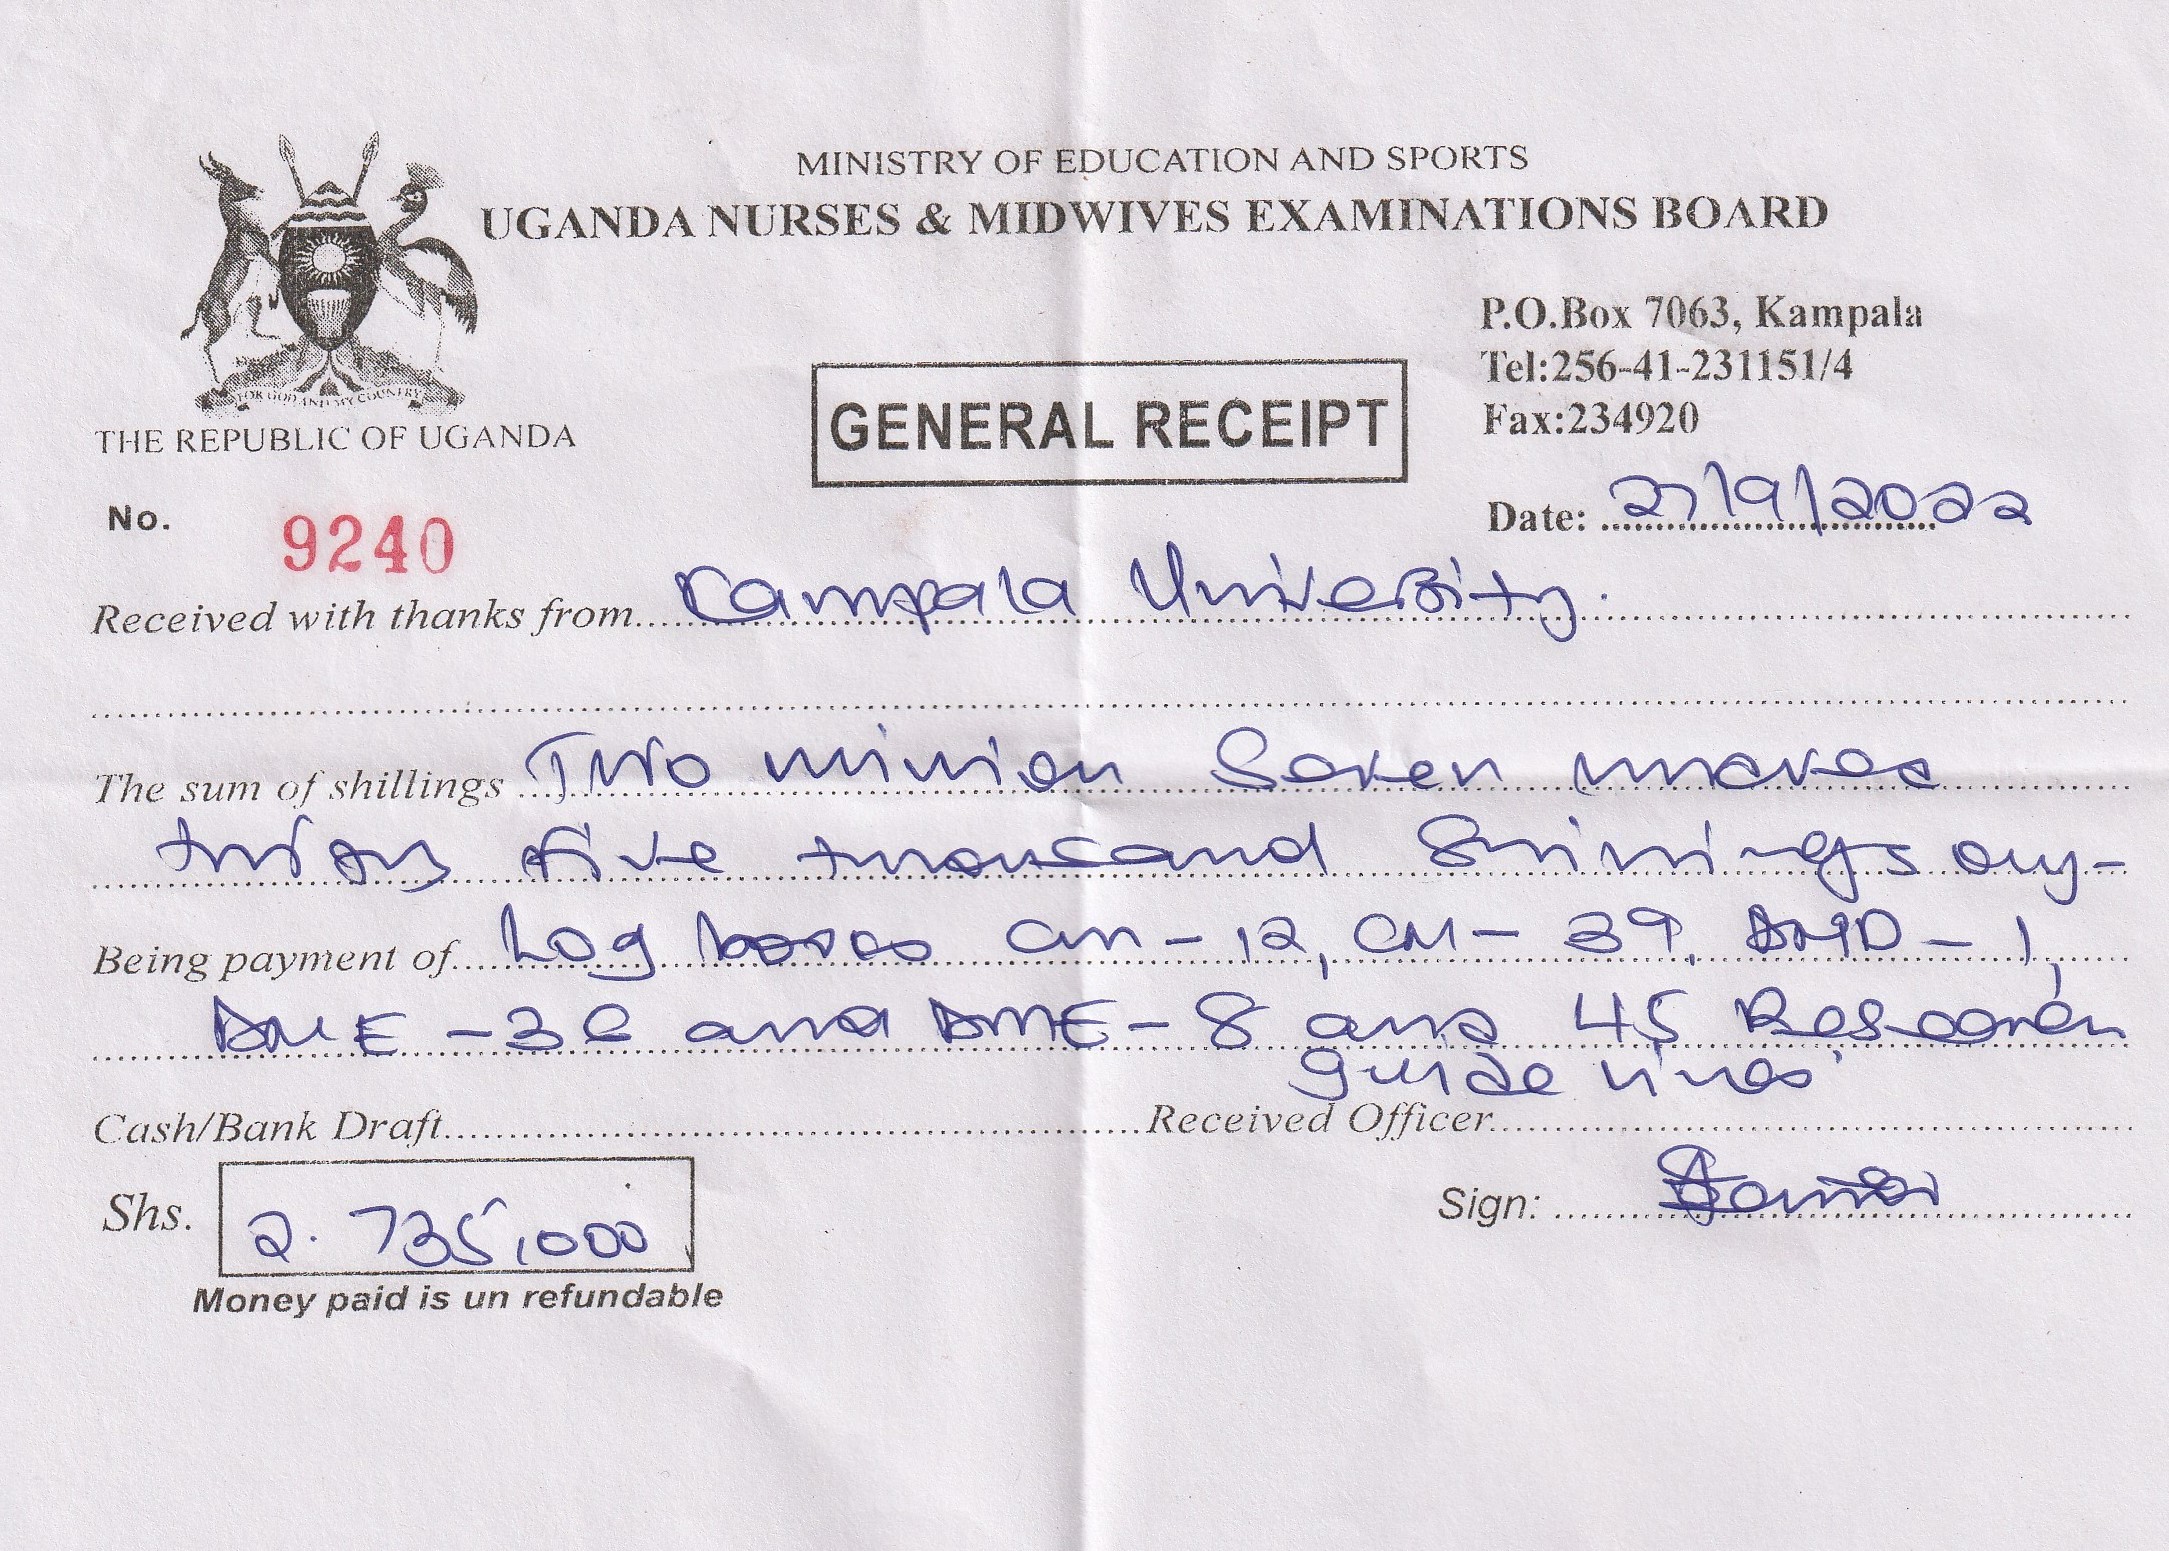 MINISTRY OF EDUCATION AND SPORTS
UGANDA NURSES & MIDWIVES EXAMINATIONS BOARD
P.O.Box 7063, Kampala
Tel:256-41-231151/4
Fax:234920
FOR GOD AND MY COUNTRY
THE REPUBLIC OF UGANDA
GENERAL RECEIPT
No. 9240
Date: 27/9/2022
Received with thanks from Kampala University.
The sum of shillings Two million Seven hundred
thirty five thousand Shillings only-
Being payment of Log books CN-12, CM-39, DMD-1,
DNE-36 and DME-8 and 45 Research
guide lines
Cash/Bank Draft
Received Officer
Shs. 2.735,000
Sign:
Money paid is un refundable